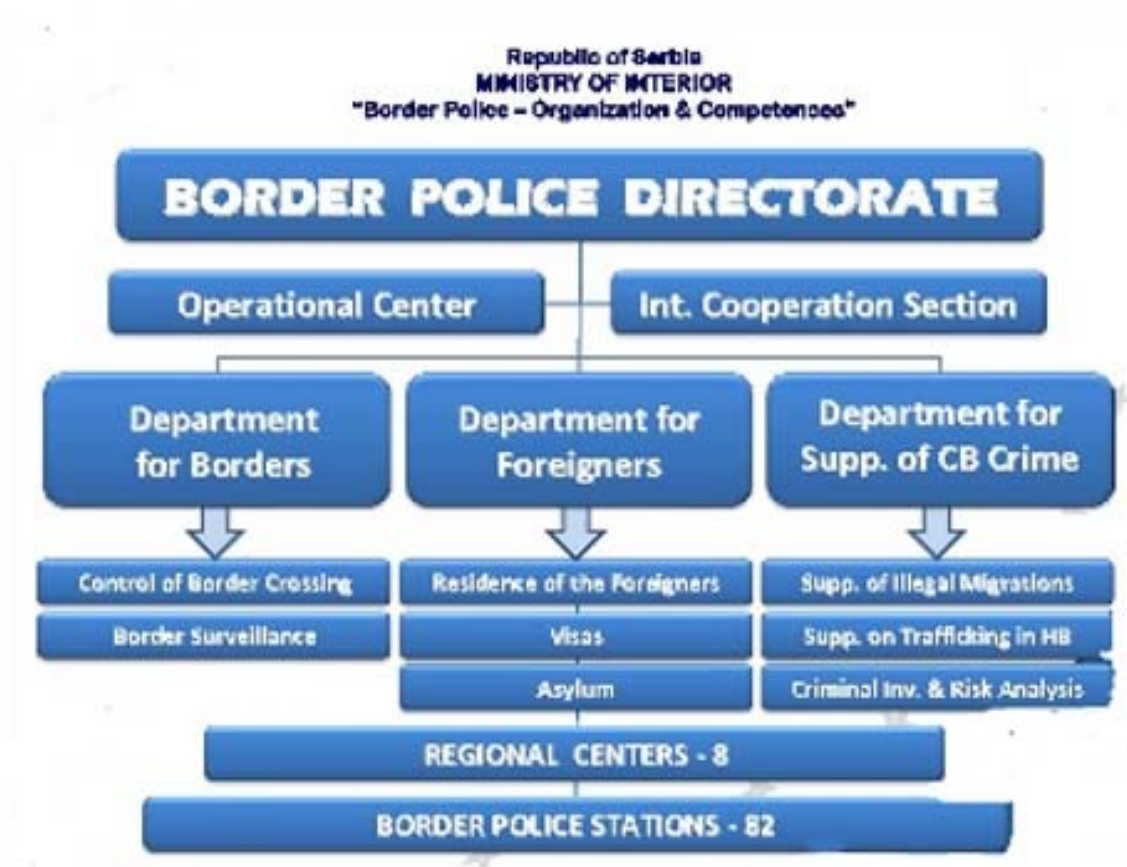 Republic of Serbia
MINISTRY OF INTERIOR
"Border Police – Organization & Competences"
BORDER POLICE DIRECTORATE
Operational Center
Int. Cooperation Section
Department
for Borders
Department for
Foreigners
Department for
Supp. of CB Crime
Control of Border Crossing
Border Surveillance
Residence of the Foreigners
Visas
Asylum
Supp. of Illegal Migrations
Supp. on Trafficking in HB
Criminal Inv. & Risk Analysis
REGIONAL CENTERS - 8
BORDER POLICE STATIONS - 82